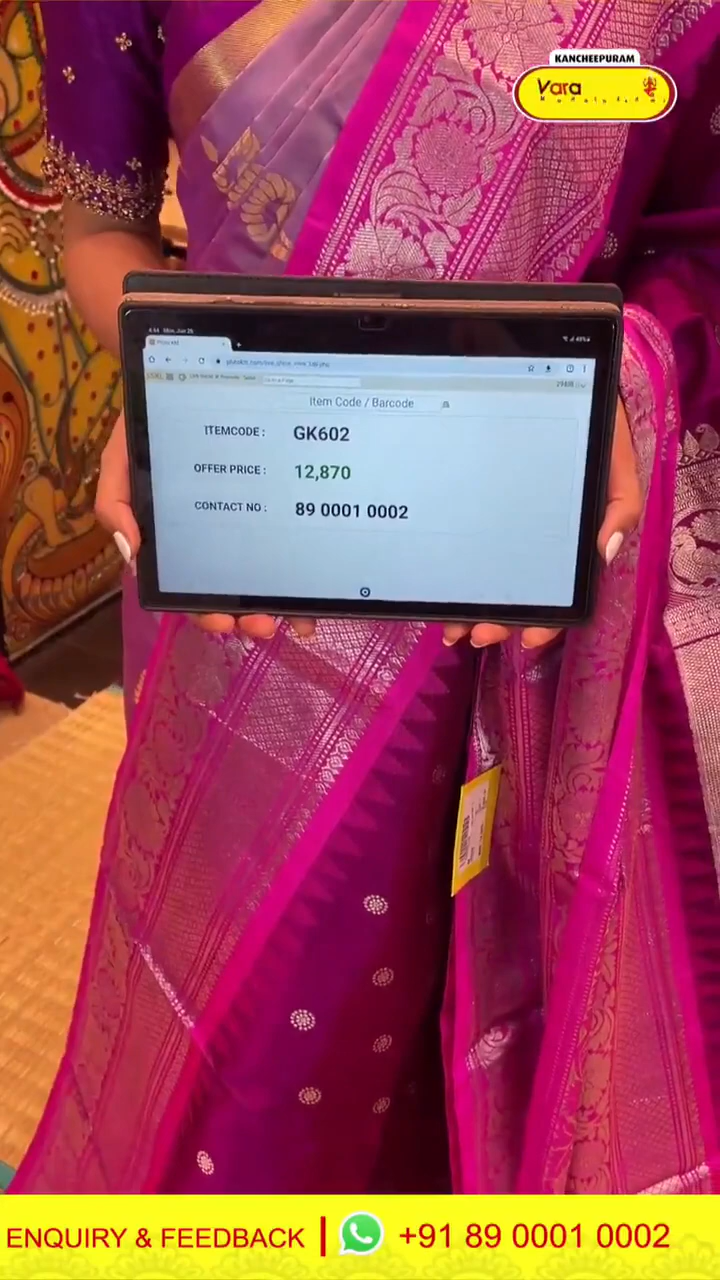 KANCHEEPURAM
Vara
Item Code / Barcode
ITEMCODE : GK602
OFFER PRICE : 12,870
CONTACT NO : 89 0001 0002
ENQUIRY & FEEDBACK | +91 89 0001 0002